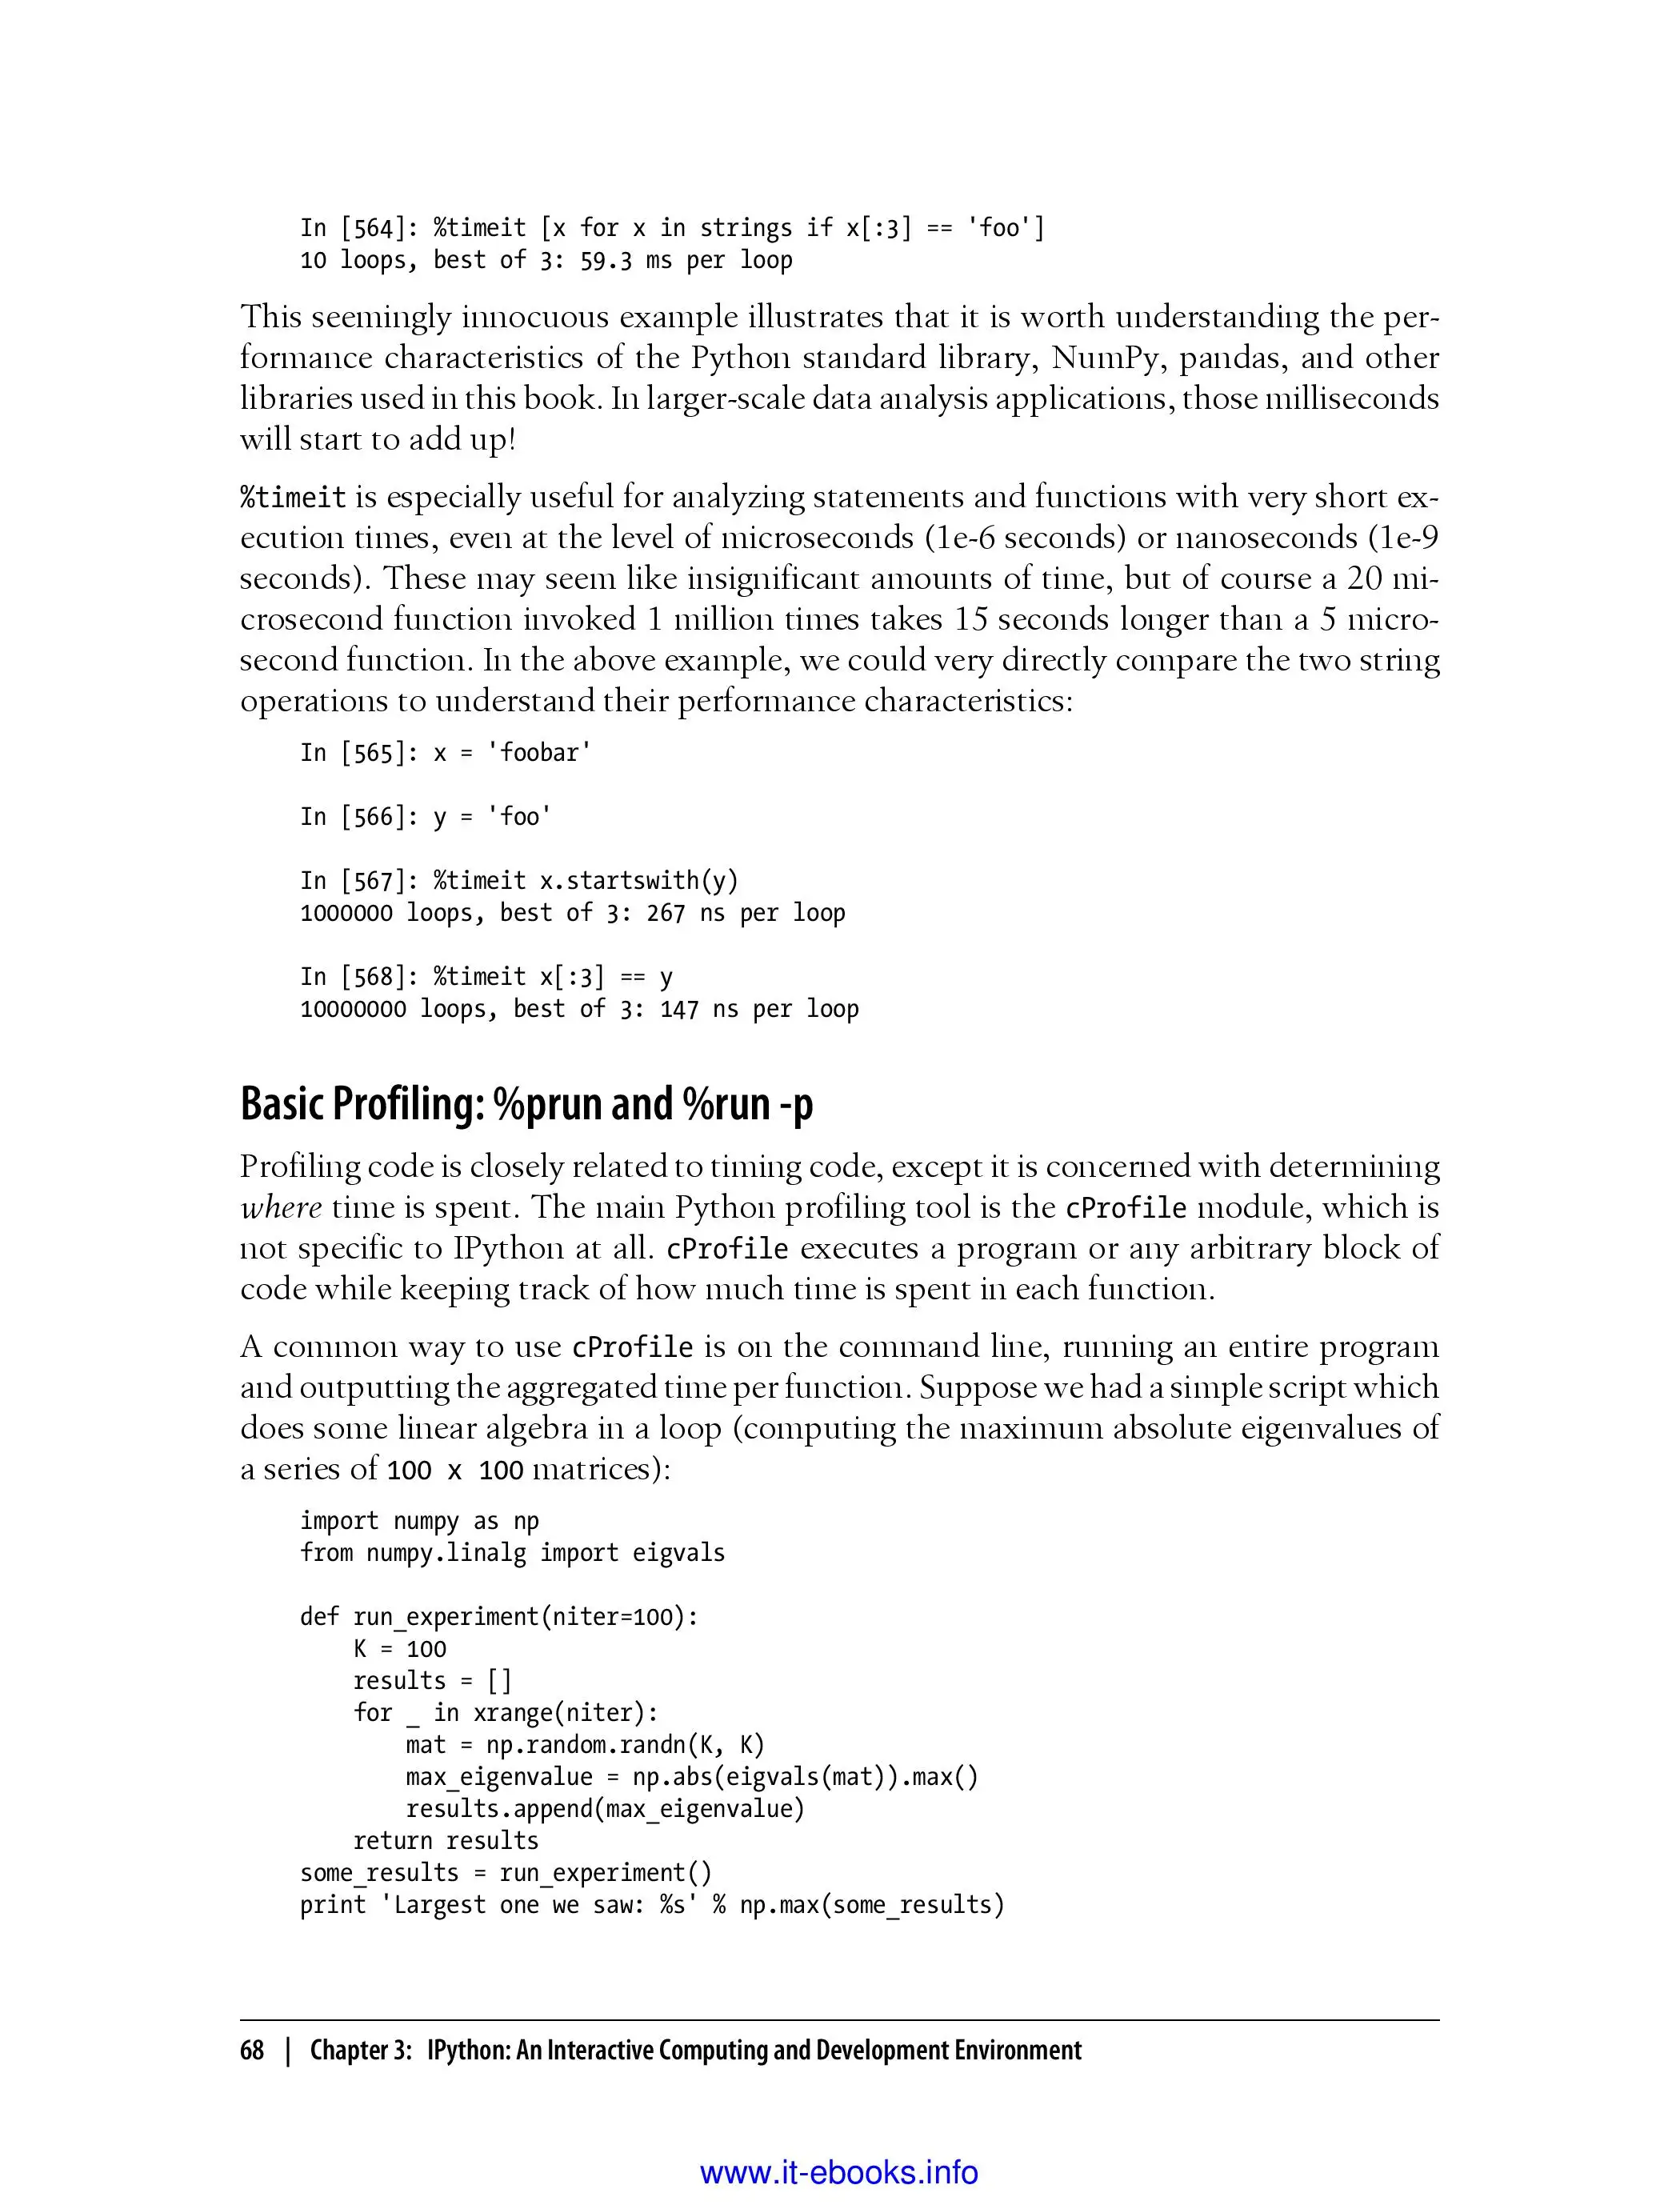 In [564]: %timeit [x for x in strings if x[:3] == 'foo']
10 loops, best of 3: 59.3 ms per loop
This seemingly innocuous example illustrates that it is worth understanding the per-
formance characteristics of the Python standard library, NumPy, pandas, and other
libraries used in this book. In larger-scale data analysis applications, those milliseconds
will start to add up!
%timeit is especially useful for analyzing statements and functions with very short ex-
ecution times, even at the level of microseconds (1e-6 seconds) or nanoseconds (1e-9
seconds). These may seem like insignificant amounts of time, but of course a 20 mi-
crosecond function invoked 1 million times takes 15 seconds longer than a 5 micro-
second function. In the above example, we could very directly compare the two string
operations to understand their performance characteristics:
In [565]: x = 'foobar'
In [566]: y = 'foo'
In [567]: %timeit x.startswith(y)
1000000 loops, best of 3: 267 ns per loop
In [568]: %timeit x[:3] == y
10000000 loops, best of 3: 147 ns per loop
Basic Profiling: %prun and %run -p
Profiling code is closely related to timing code, except it is concerned with determining
where time is spent. The main Python profiling tool is the cProfile module, which is
not specific to IPython at all. cProfile executes a program or any arbitrary block of
code while keeping track of how much time is spent in each function.
A common way to use cProfile is on the command line, running an entire program
and outputting the aggregated time per function. Suppose we had a simple script which
does some linear algebra in a loop (computing the maximum absolute eigenvalues of
a series of 100 x 100 matrices):
import numpy as np
from numpy.linalg import eigvals
def run_experiment(niter=100):
    K = 100
    results = []
    for _ in xrange(niter):
        mat = np.random.randn(K, K)
        max_eigenvalue = np.abs(eigvals(mat)).max()
        results.append(max_eigenvalue)
    return results
some_results = run_experiment()
print 'Largest one we saw: %s' % np.max(some_results)
68 | Chapter 3: IPython: An Interactive Computing and Development Environment
www.it-ebooks.info